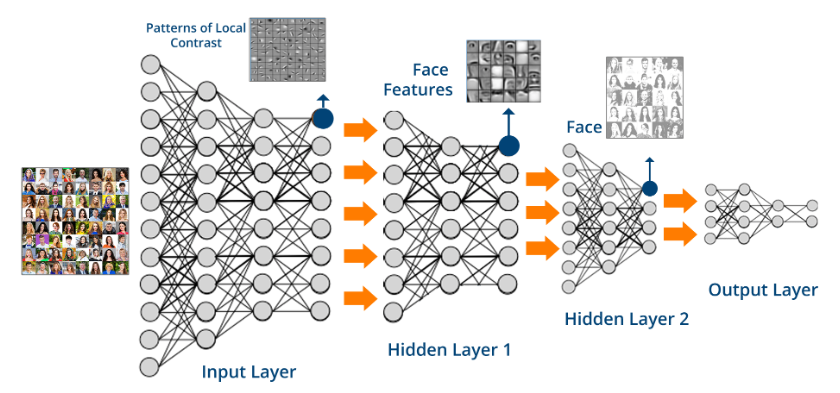 Patterns of Local
Contrast
Face
Features
Face
Input Layer
Hidden Layer 1
Hidden Layer 2
Output Layer